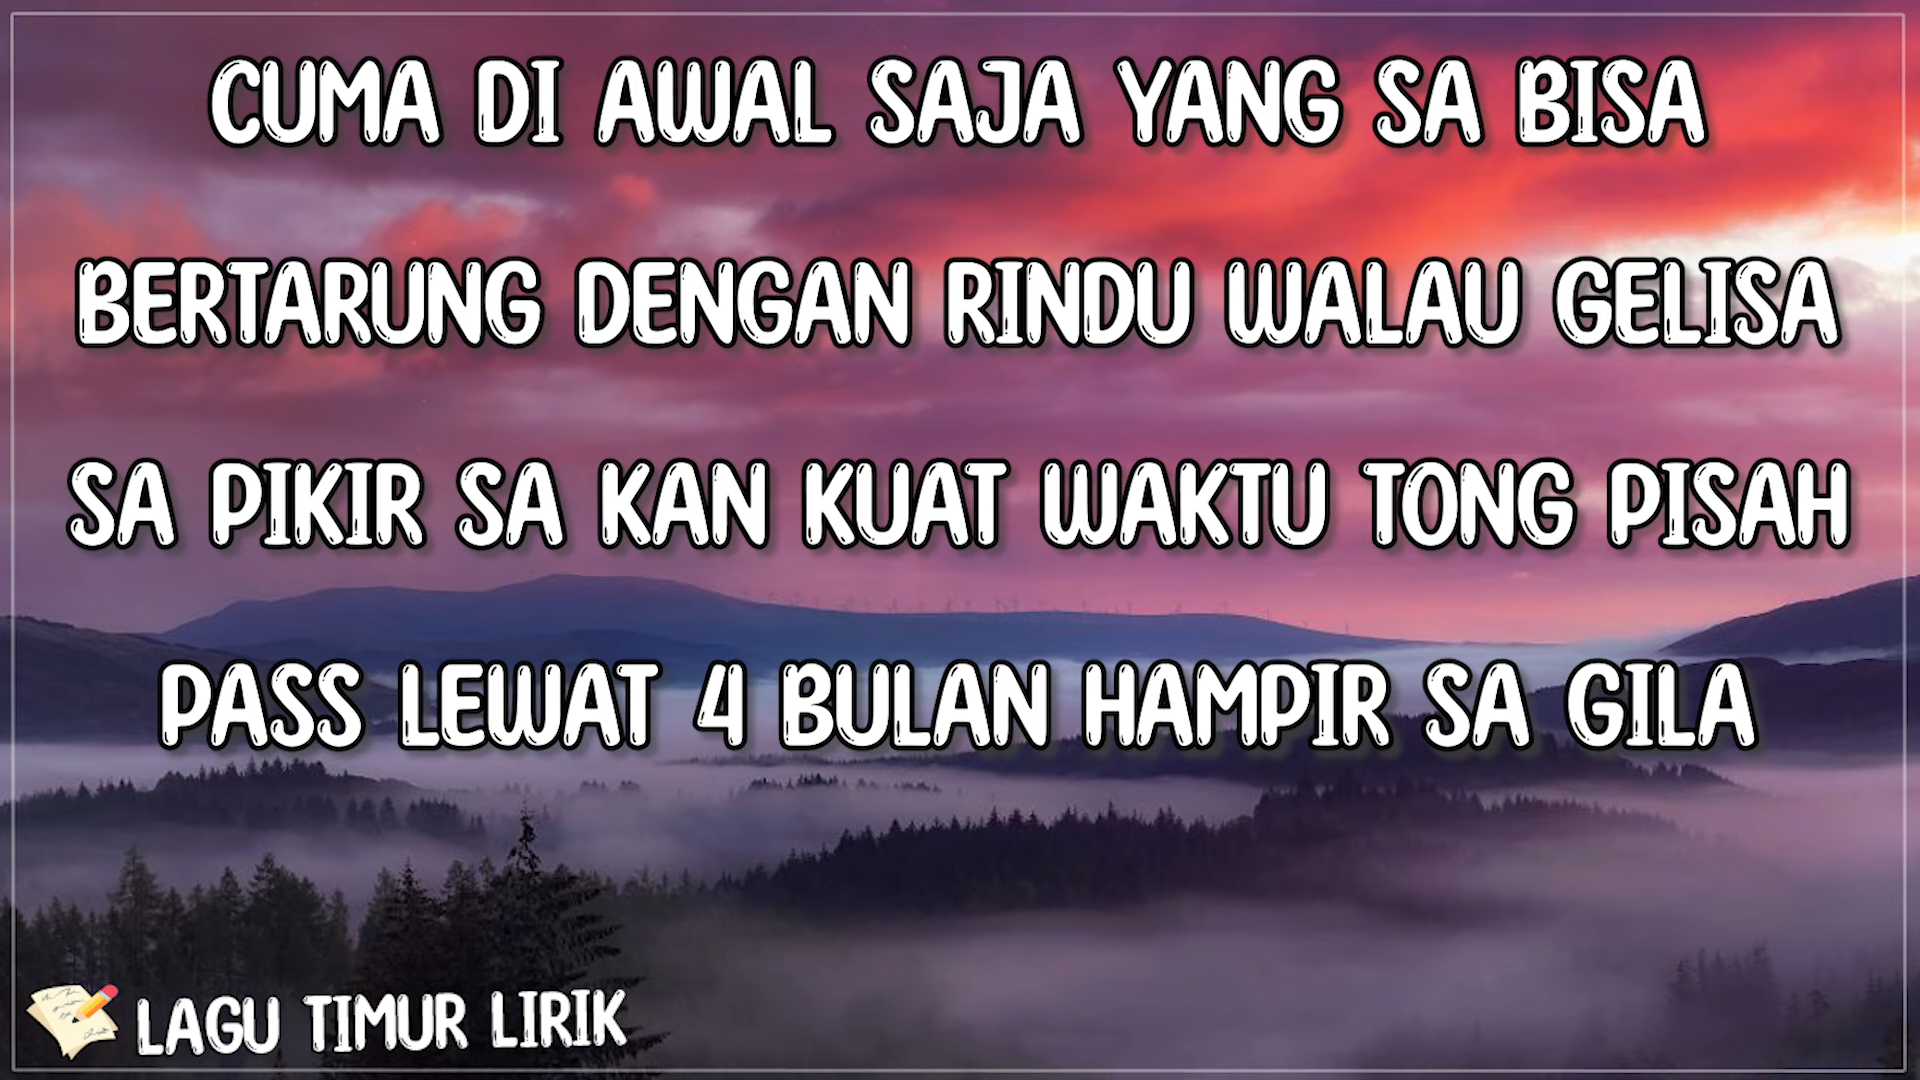 CUMA DI AWAL SAJA YANG SA BISA
BERTARUNG DENGAN RINDU WALAU GELISA
SA PIKIR SA KAN KUAT WAKTU TONG PISAH
PASS LEWAT 4 BULAN HAMPIR SA GILA
LAGU TIMUR LIRIK